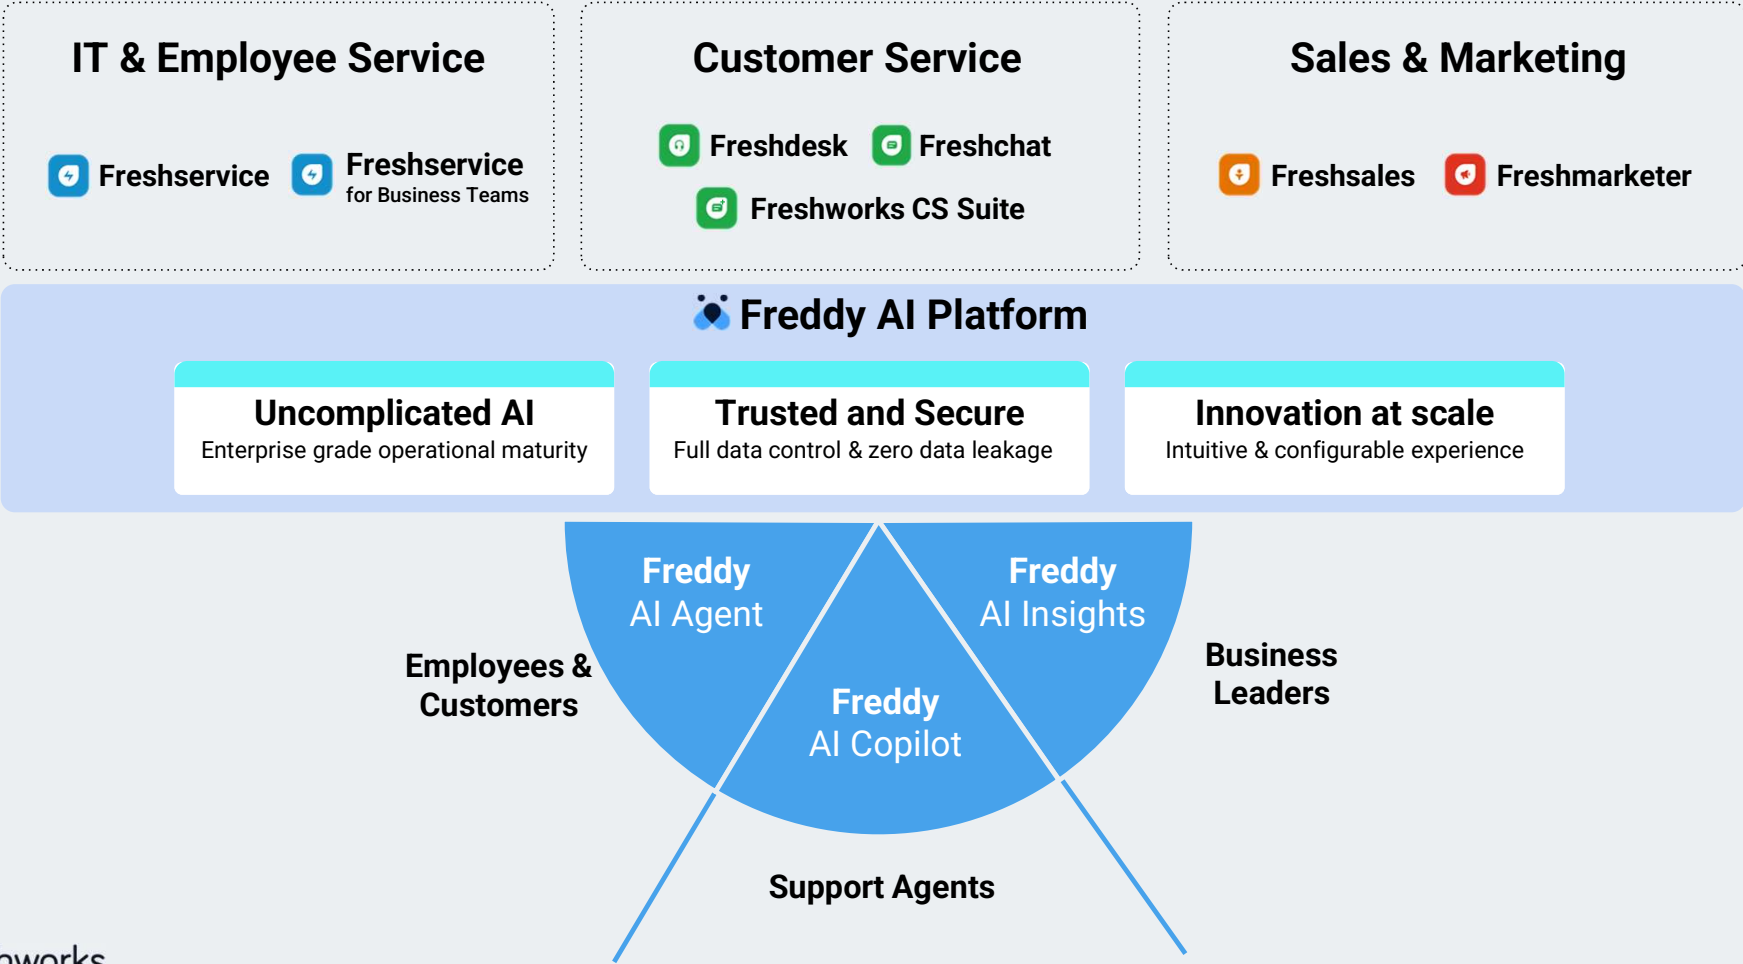 IT & Employee Service
Freshservice
Freshservice
for Business Teams
Customer Service
Freshdesk
Freshchat
Freshworks CS Suite
Sales & Marketing
Freshsales
Freshmarketer
Freddy AI Platform
Uncomplicated AI
Enterprise grade operational maturity
Trusted and Secure
Full data control & zero data leakage
Innovation at scale
Intuitive & configurable experience
Freddy
AI Agent
Freddy
AI Insights
Freddy
AI Copilot
Employees &
Customers
Business
Leaders
Support Agents